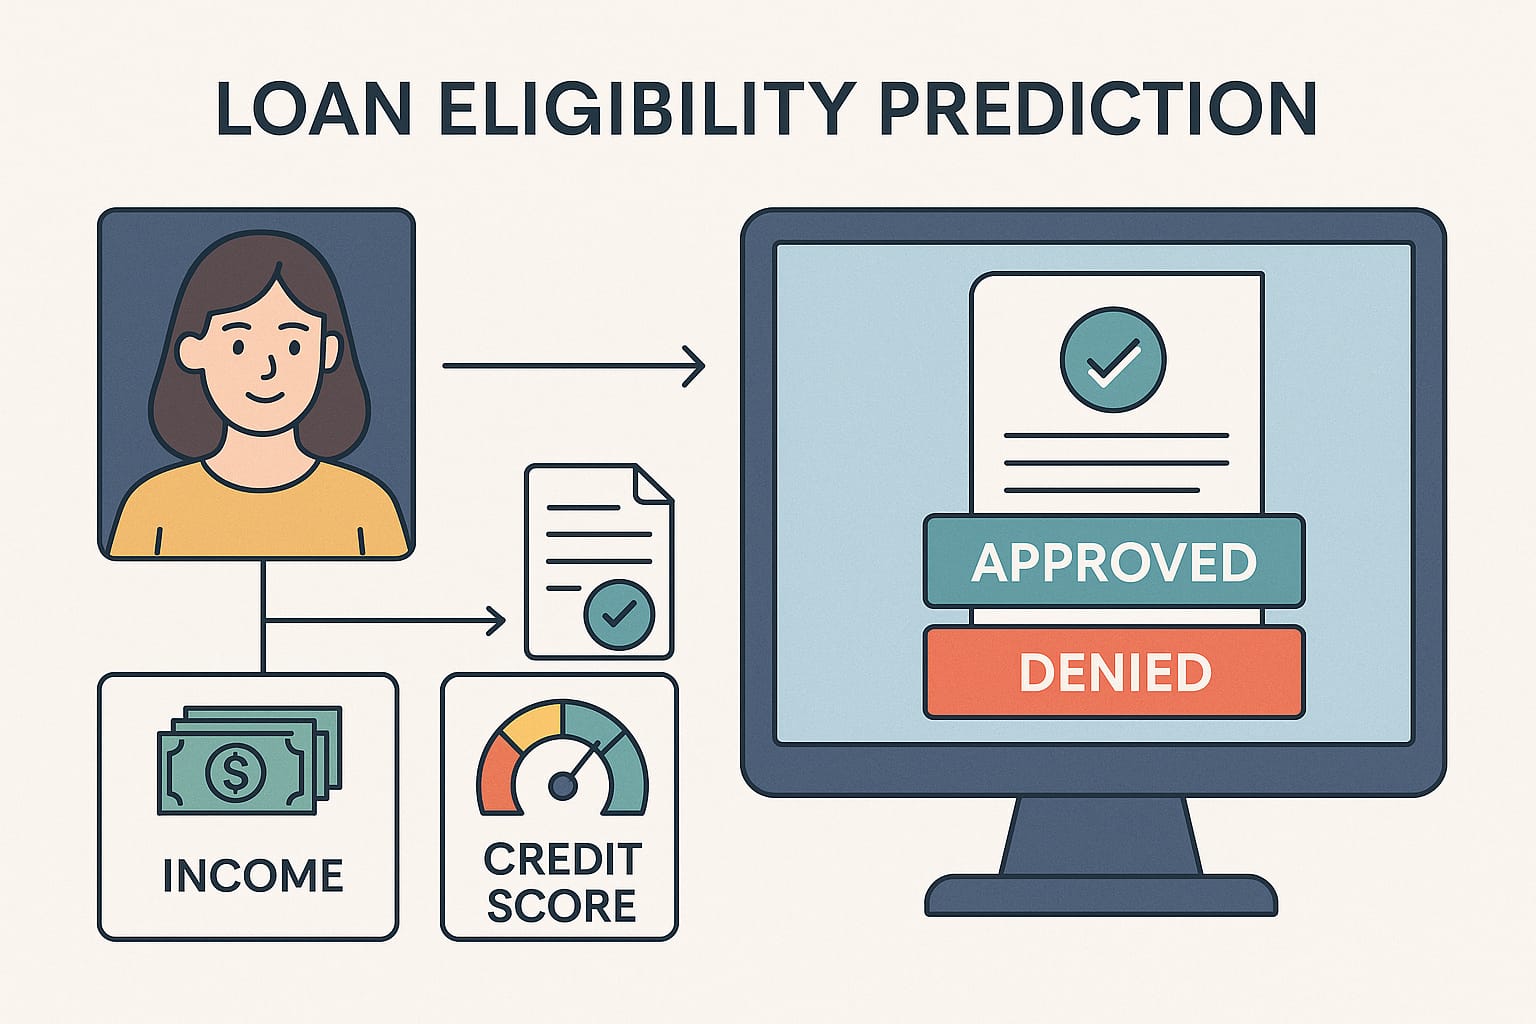 LOAN ELIGIBILITY PREDICTION
APPROVED
DENIED
$
INCOME
CREDIT
SCORE